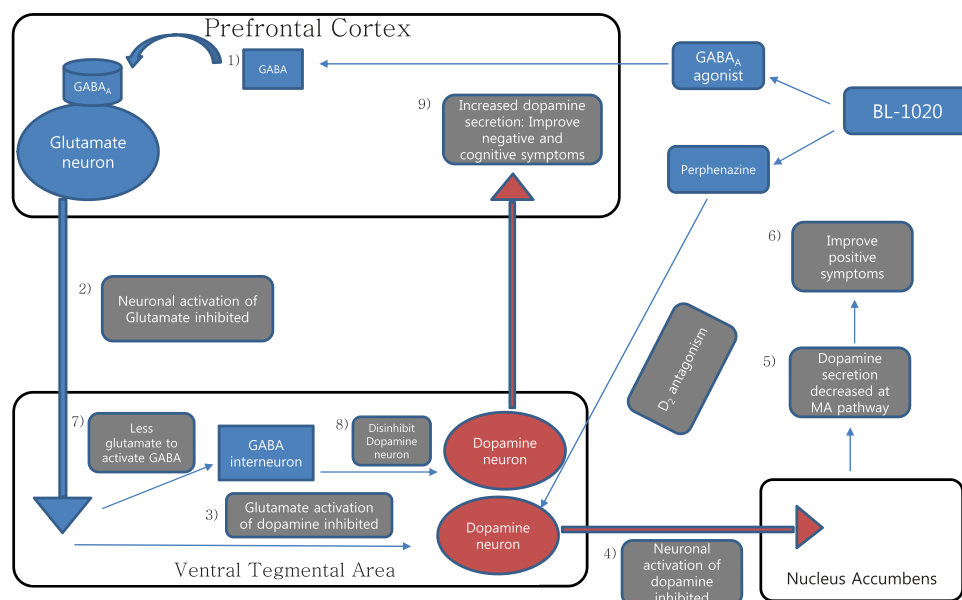 Prefrontal Cortex
1)
GABA
GABA_A
Glutamate
neuron
GABA_A
agonist
BL-1020
Perphenazine
9)
Increased dopamine
secretion: Improve
negative and
cognitive symptoms
2)
Neuronal activation of
Glutamate inhibited
6)
Improve
positive
symptoms
D₂ antagonism
5)
Dopamine
secretion
decreased at
MA pathway
7)
Less
glutamate to
activate GABA
GABA
interneuron
8)
Disinhibit
Dopamine
neuron
Dopamine
neuron
3)
Glutamate activation
of dopamine inhibited
Dopamine
neuron
4)
Neuronal
activation of
dopamine
inhibited
Ventral Tegmental Area
Nucleus Accumbens